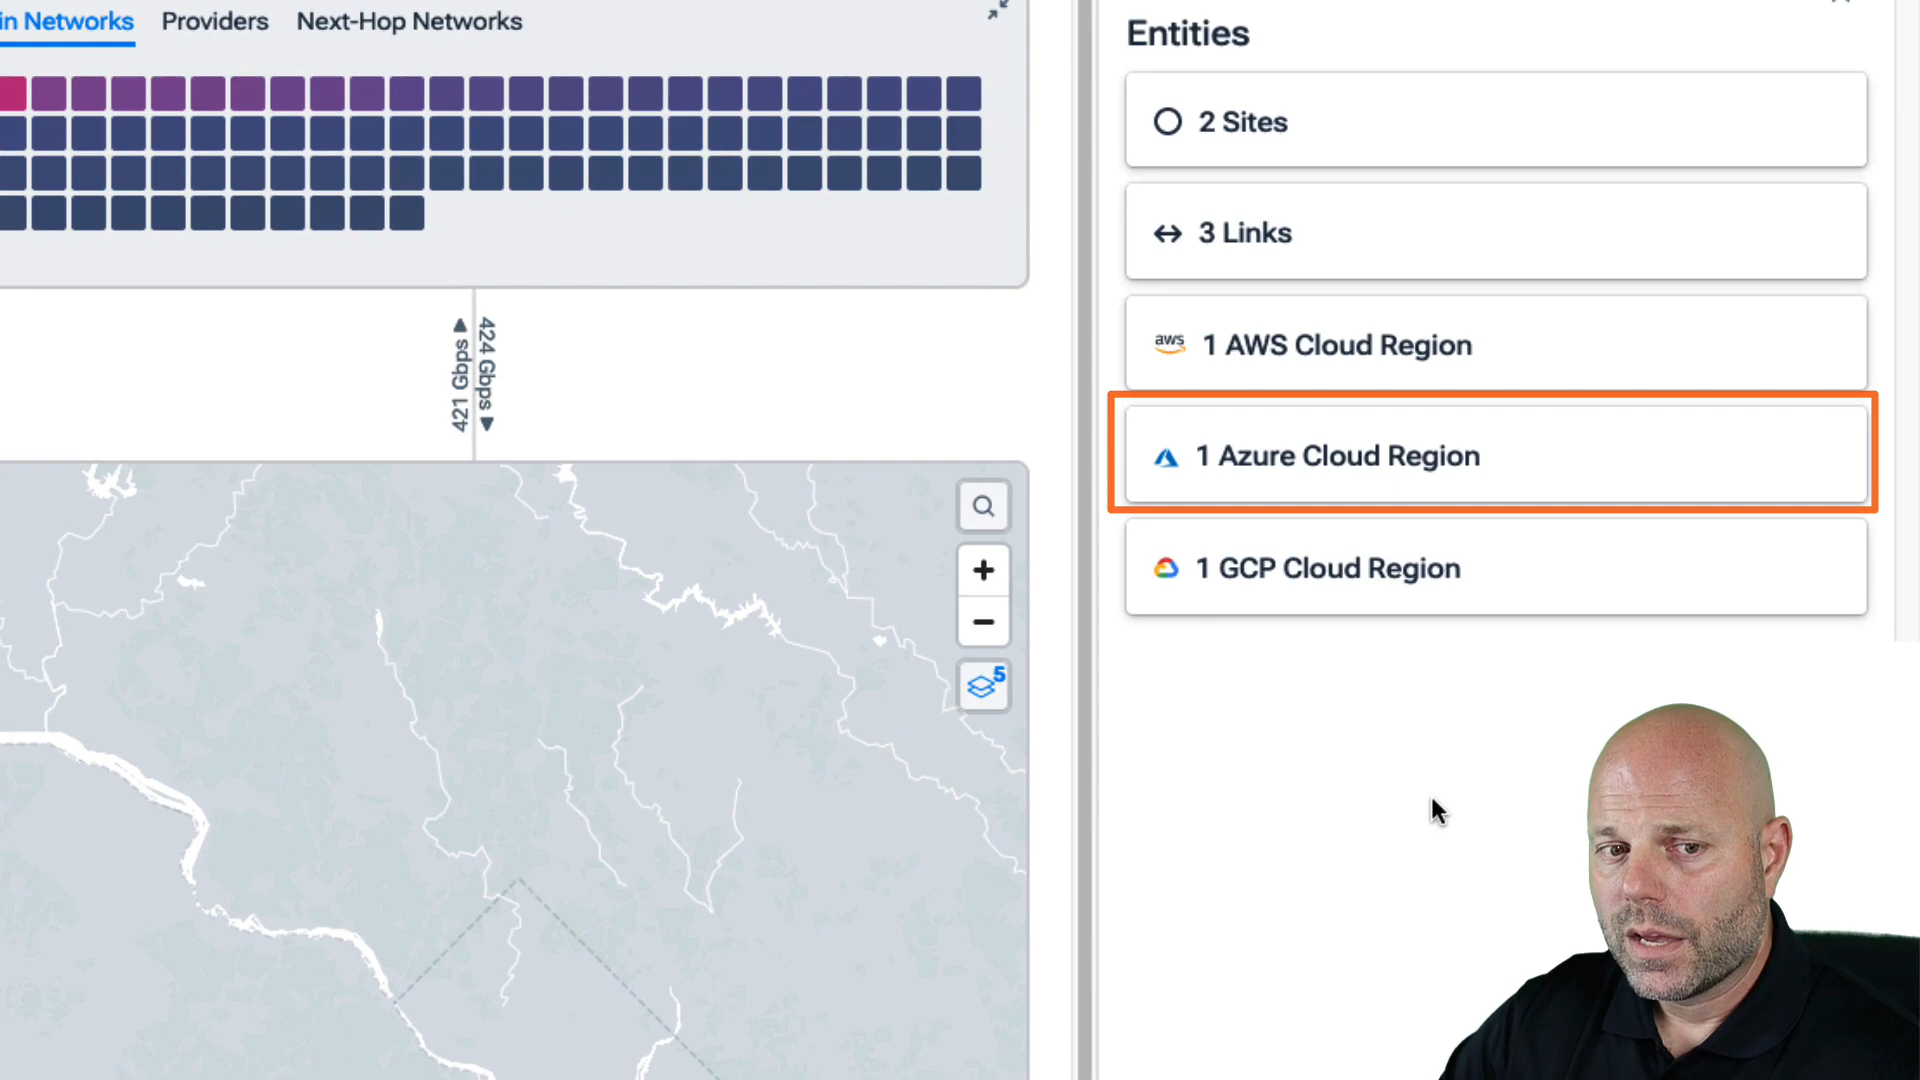 in Networks Providers Next-Hop Networks
421 Gbps
424 Gbps
5
Entities
2 Sites
3 Links
aws 1 AWS Cloud Region
1 Azure Cloud Region
1 GCP Cloud Region